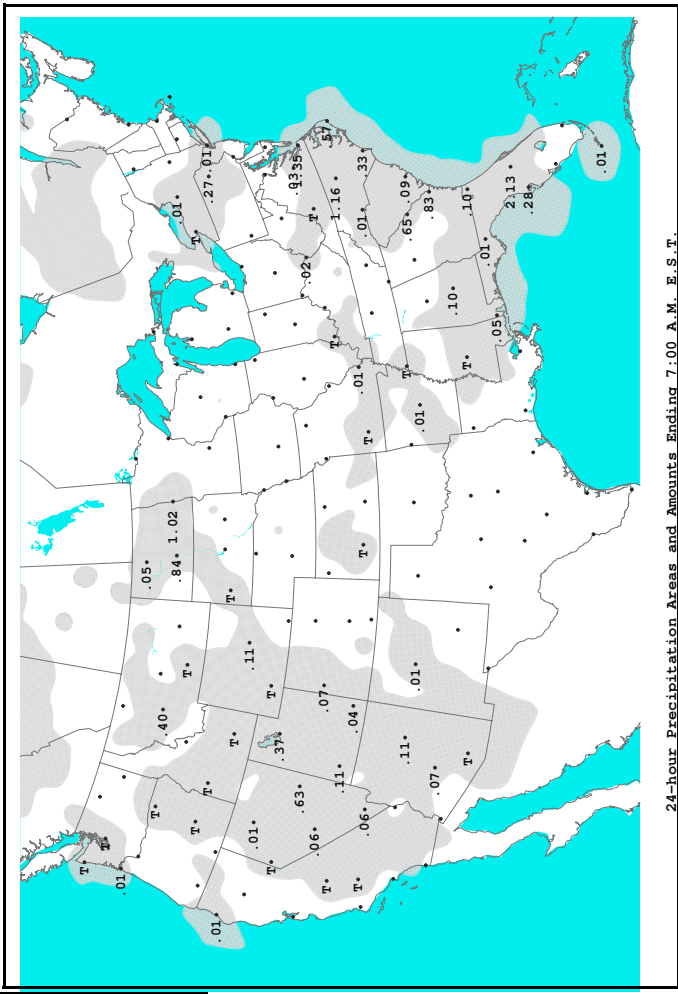 T
T
.01
.05
T
.40
1.02
.84
.01
T
T
T
.27
T
.01
.01
T
T
.11
.01
T
T
.37
.03
1.35
.63
.02
T
.06
.07
T
.57
T
1.16
.11
.04
T
.01
.33
.01
T
.06
T
.11
.09
T
.65
.01
.01
.83
.07
.10
T
T
.10
.01
.05
2.13
.28
.01
24-hour Precipitation Areas and Amounts Ending 7:00 A.M. E.S.T.